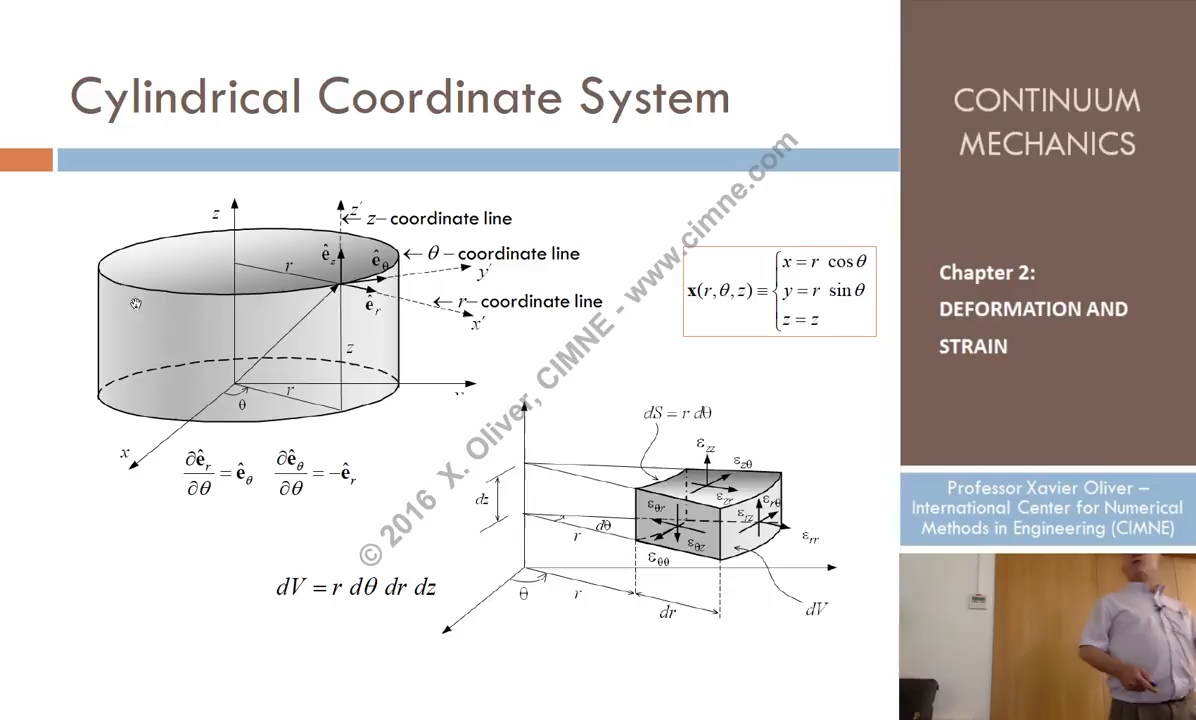 Cylindrical Coordinate System
z
z′
← z– coordinate line
ê_z
ê_θ
← θ – coordinate line
r
y′
ê_r
← r– coordinate line
x′
z
r
θ
x
∂ê_r/∂θ = ê_θ ∂ê_θ/∂θ = −ê_r
x(r,θ,z) ≡ { x = r cosθ
y = r sinθ
z = z
dS = r dθ
ε_zz
ε_zθ
ε_zr
dz
ε_θr
ε_rθ
ε_rz
dθ
r
ε_θz
ε_rr
ε_θθ
dV = r dθ dr dz
θ
r
dr
dV
© 2016 X. Oliver, CIMNE - www.cimne.com
CONTINUUM
MECHANICS
Chapter 2:
DEFORMATION AND
STRAIN
Professor Xavier Oliver –
International Center for Numerical
Methods in Engineering (CIMNE)